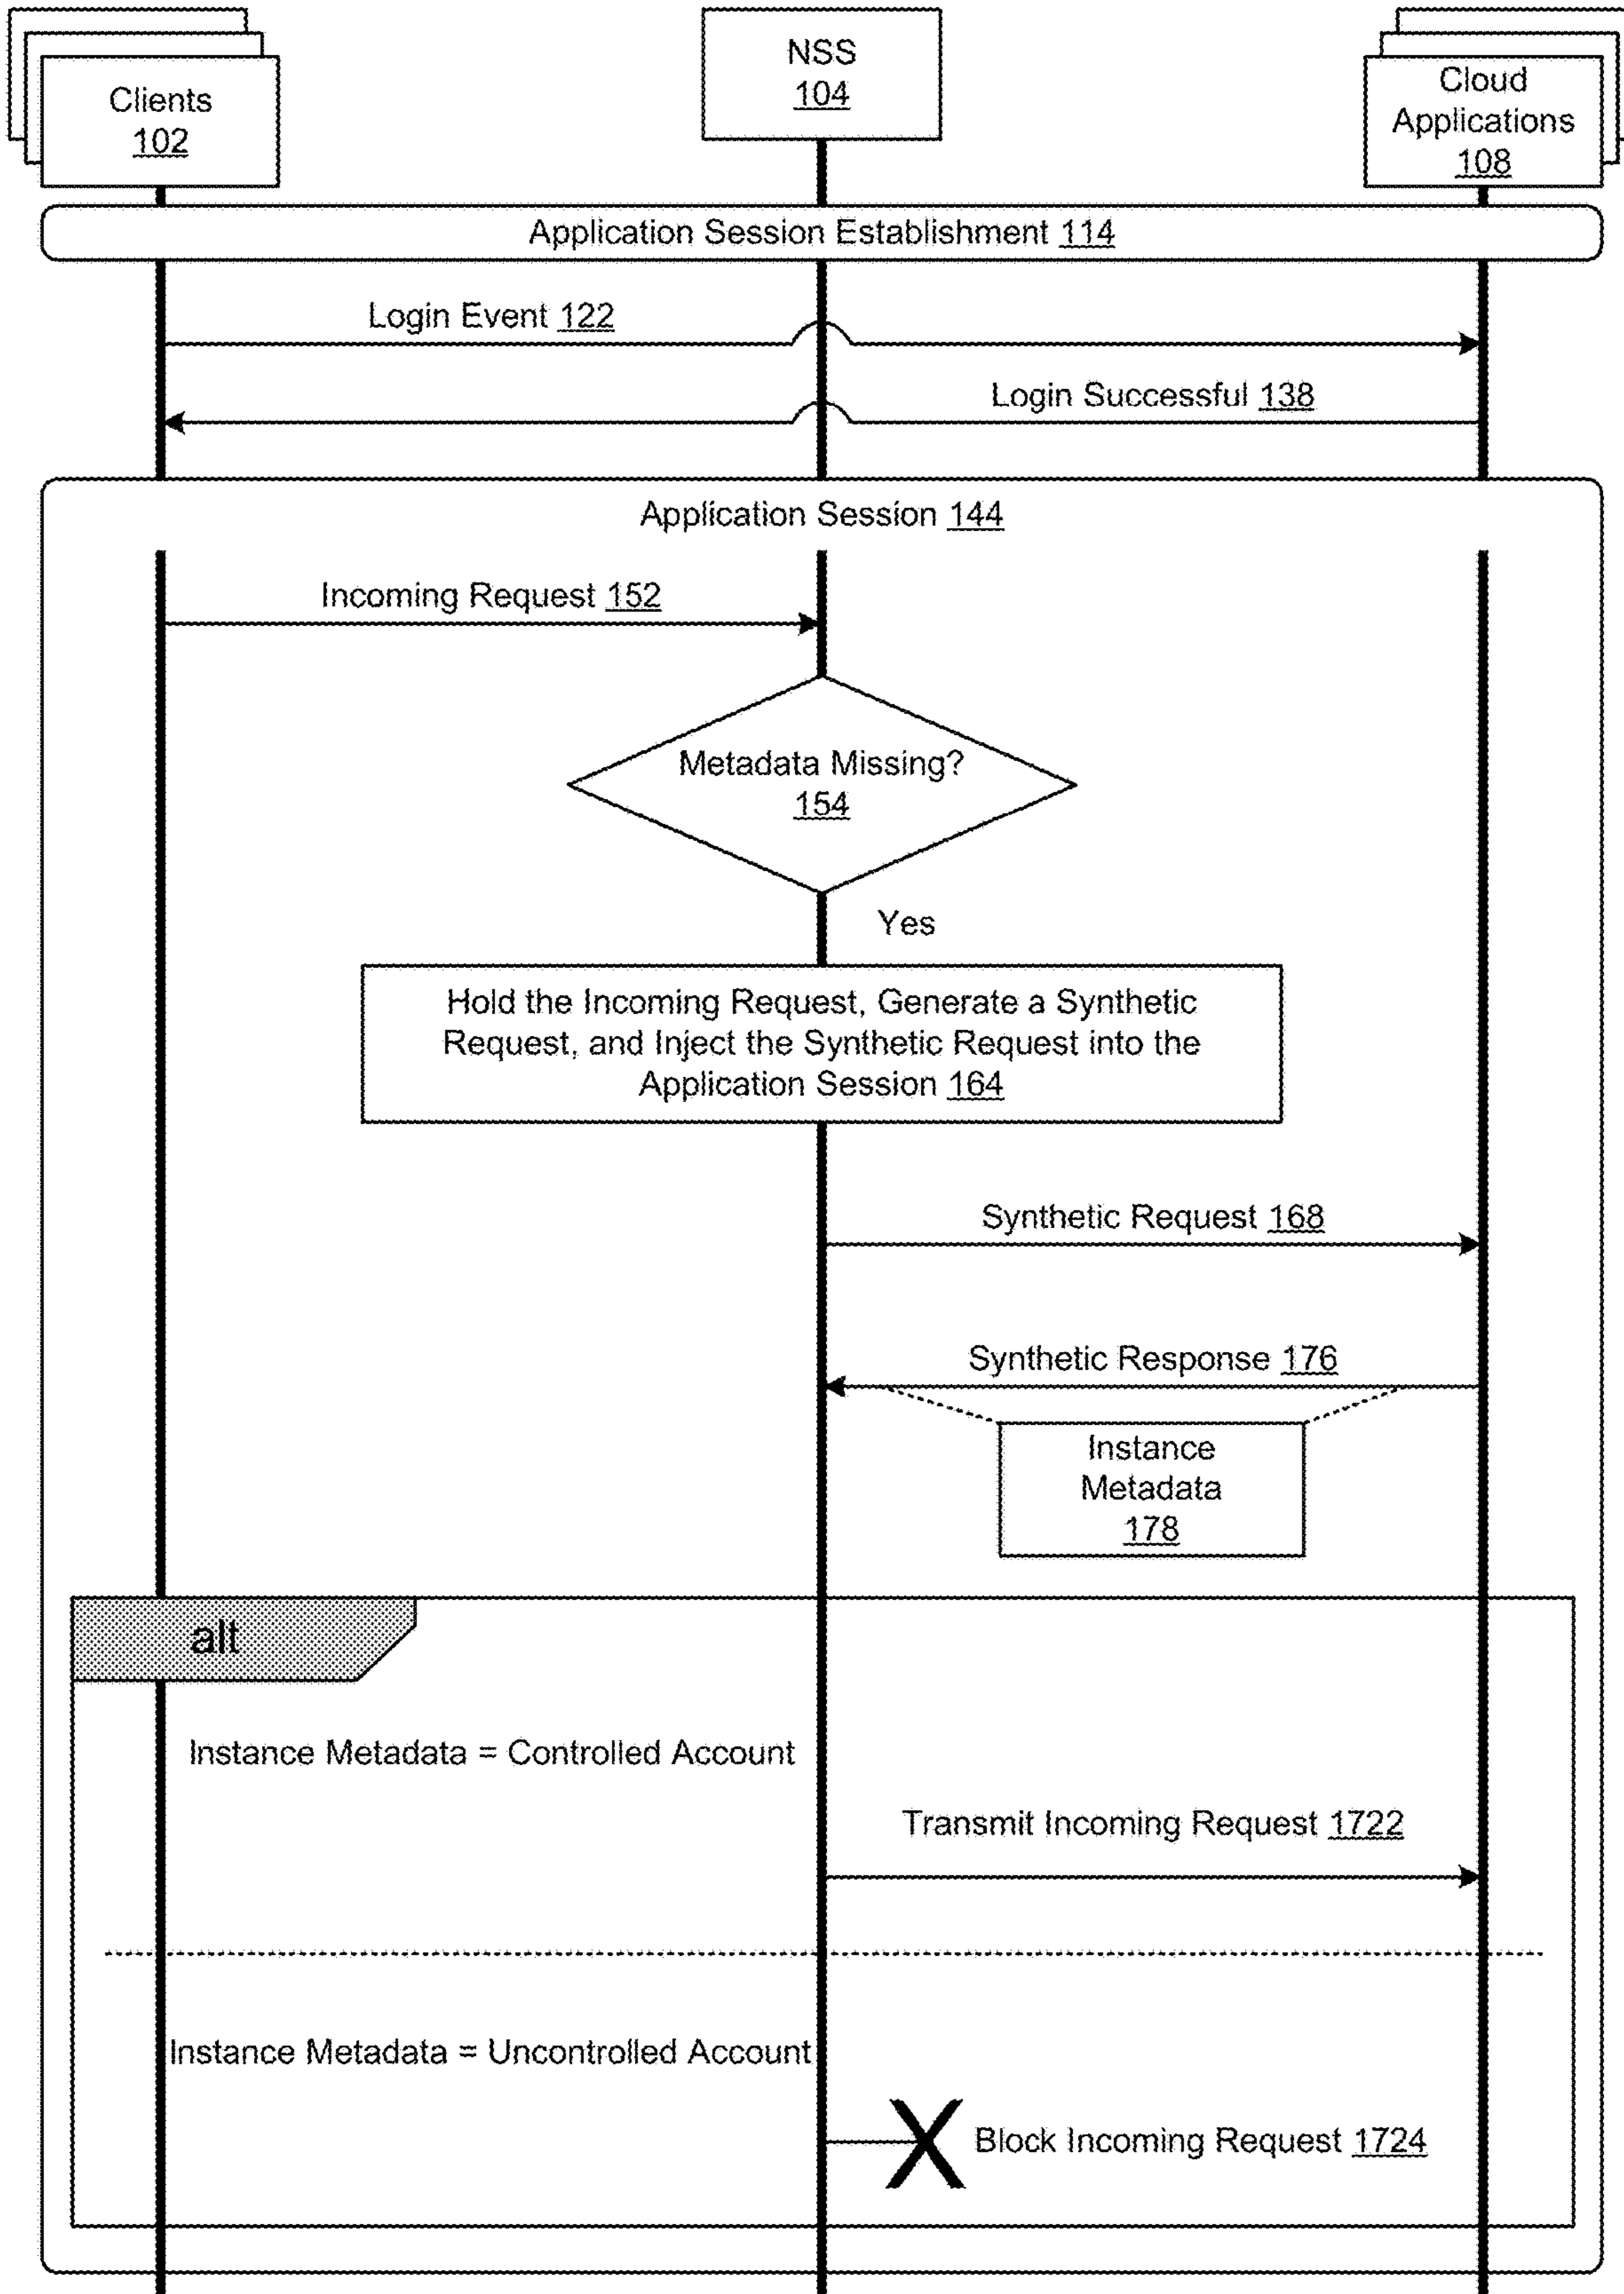 Clients
102
NSS
104
Cloud
Applications
108
Application Session Establishment 114
Login Event 122
Login Successful 138
Application Session 144
Incoming Request 152
Metadata Missing?
154
Yes
Hold the Incoming Request, Generate a Synthetic
Request, and Inject the Synthetic Request into the
Application Session 164
Synthetic Request 168
Synthetic Response 176
Instance
Metadata
178
alt
Instance Metadata = Controlled Account
Transmit Incoming Request 1722
Instance Metadata = Uncontrolled Account
Block Incoming Request 1724